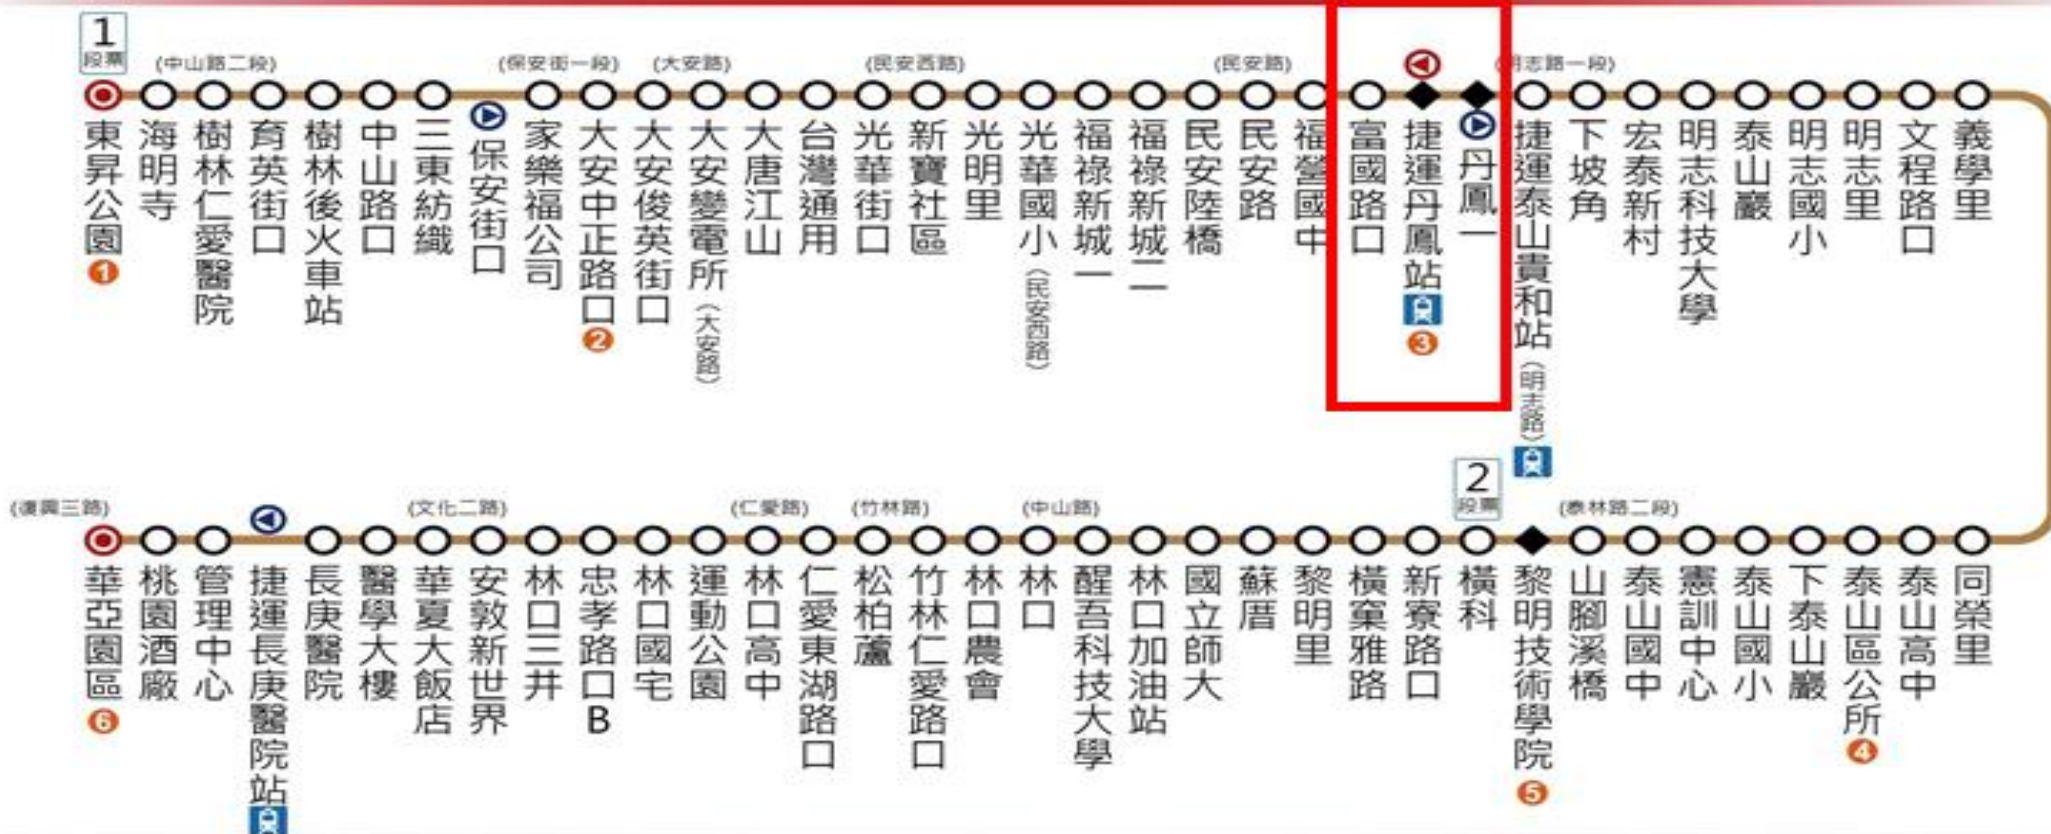 1
段票
(中山路二段)
(保安街一段)
(大安路)
(民安西路)
(民安路)
(明志路一段)
東昇公園1
海明寺
樹林仁愛醫院
育英街口
樹林後火車站
中山路口
三東紡織
保安街口
家樂福公司
大安中正路口2
大安俊英街口
大安變電所(大安路)
大唐江山
台灣通用
光華街口
新寶社區
光明里
光華國小(民安西路)
福祿新城一
福祿新城二
民安陸橋
民安路
福營國中
富國路口
捷運丹鳳站3
丹鳳一
捷運泰山貴和站(明志路)
下坡角
宏泰新村
明志科技大學
泰山巖
明志國小
明志里
文程路口
義學里
2
段票
(復興三路)
(文化二路)
(仁愛路)
(竹林路)
(中山路)
(泰林路二段)
華亞園區6
桃園酒廠
管理中心
捷運長庚醫院站
長庚醫院
醫學大樓
華夏大飯店
安敦新世界
林口三井
忠孝路口B
林口國宅
運動公園
林口高中
仁愛東湖路口
松柏蘆
竹林仁愛路口
林口農會
林口
醒吾科技大學
林口加油站
國立師大
蘇厝
黎明里
橫窠雅路
新寮路口
橫科
黎明技術學院5
山腳溪橋
泰山國中
憲訓中心
泰山國小
下泰山巖
泰山區公所4
泰山高中
同榮里